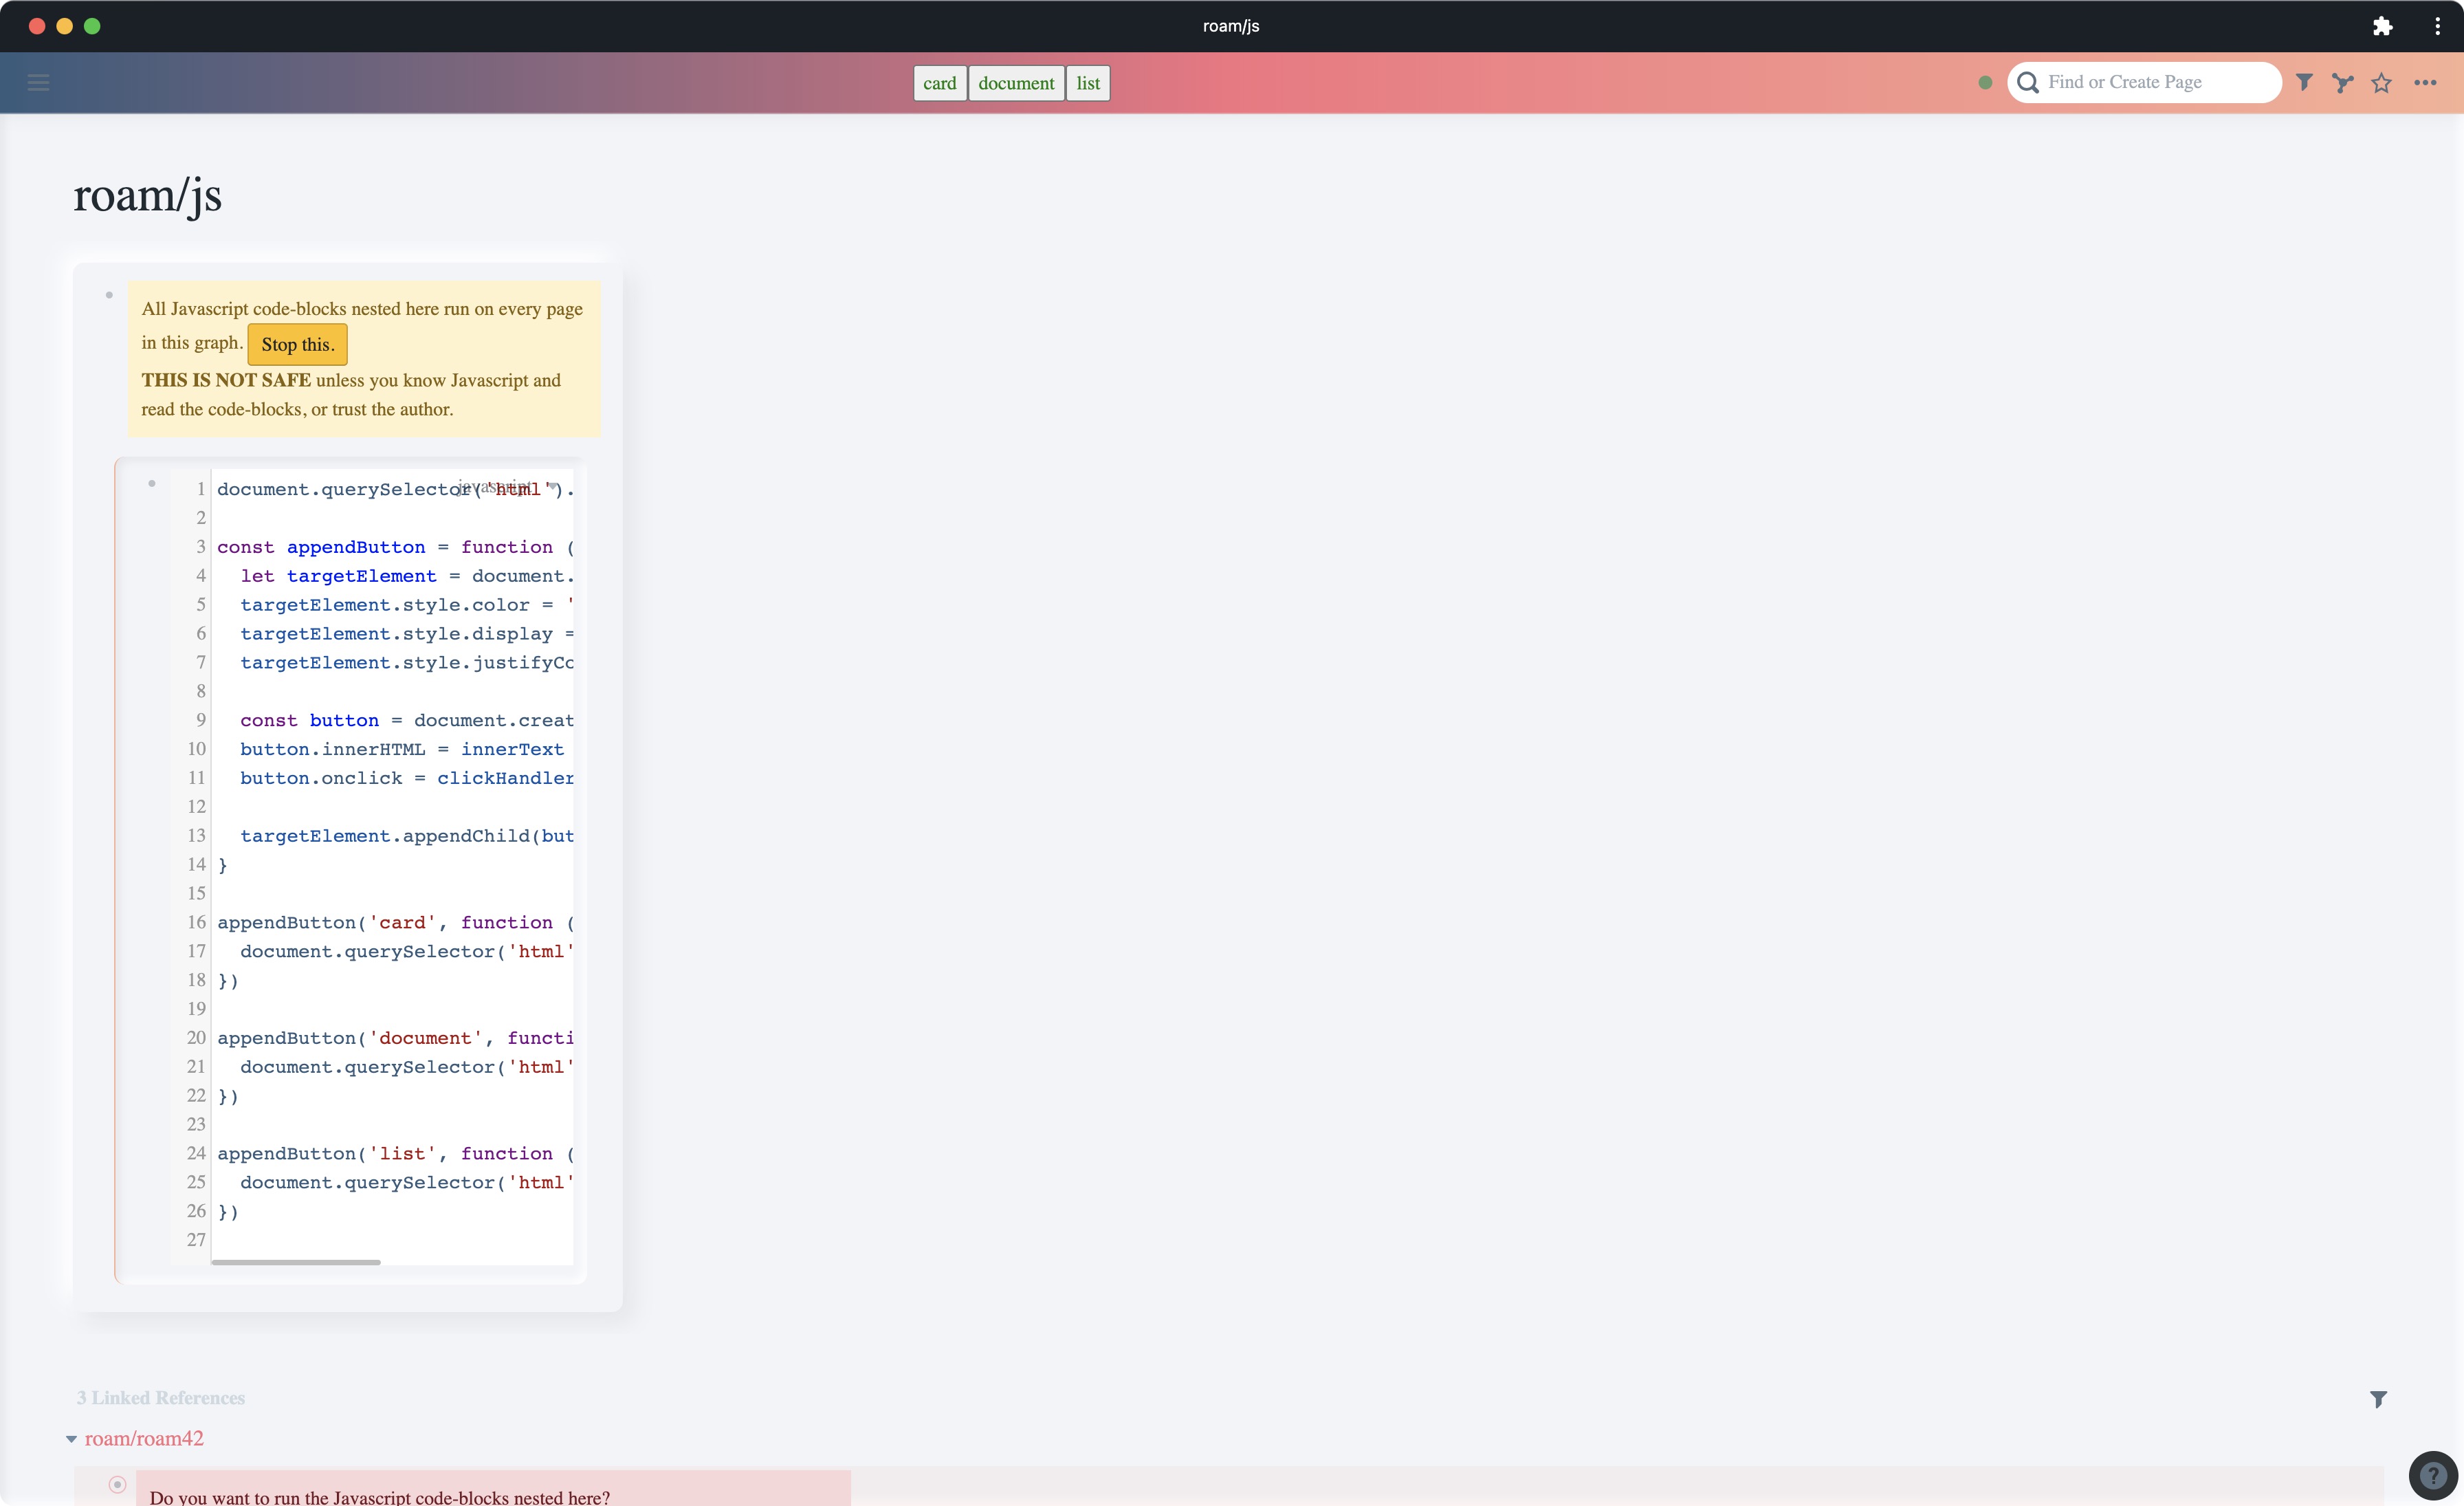 roam/js
card document list
Find or Create Page
roam/js
All Javascript code-blocks nested here run on every page
in this graph. Stop this.
THIS IS NOT SAFE unless you know Javascript and
read the code-blocks, or trust the author.
javascript
1 document.querySelector('html').
2
3 const appendButton = function (
4 let targetElement = document.
5 targetElement.style.color = '
6 targetElement.style.display =
7 targetElement.style.justifyCo
8
9 const button = document.creat
10 button.innerHTML = innerText
11 button.onclick = clickHandler
12
13 targetElement.appendChild(but
14 }
15
16 appendButton('card', function (
17 document.querySelector('html'
18 })
19
20 appendButton('document', functi
21 document.querySelector('html'
22 })
23
24 appendButton('list', function (
25 document.querySelector('html'
26 })
27
3 Linked References
roam/roam42
Do you want to run the Javascript code-blocks nested here?
?